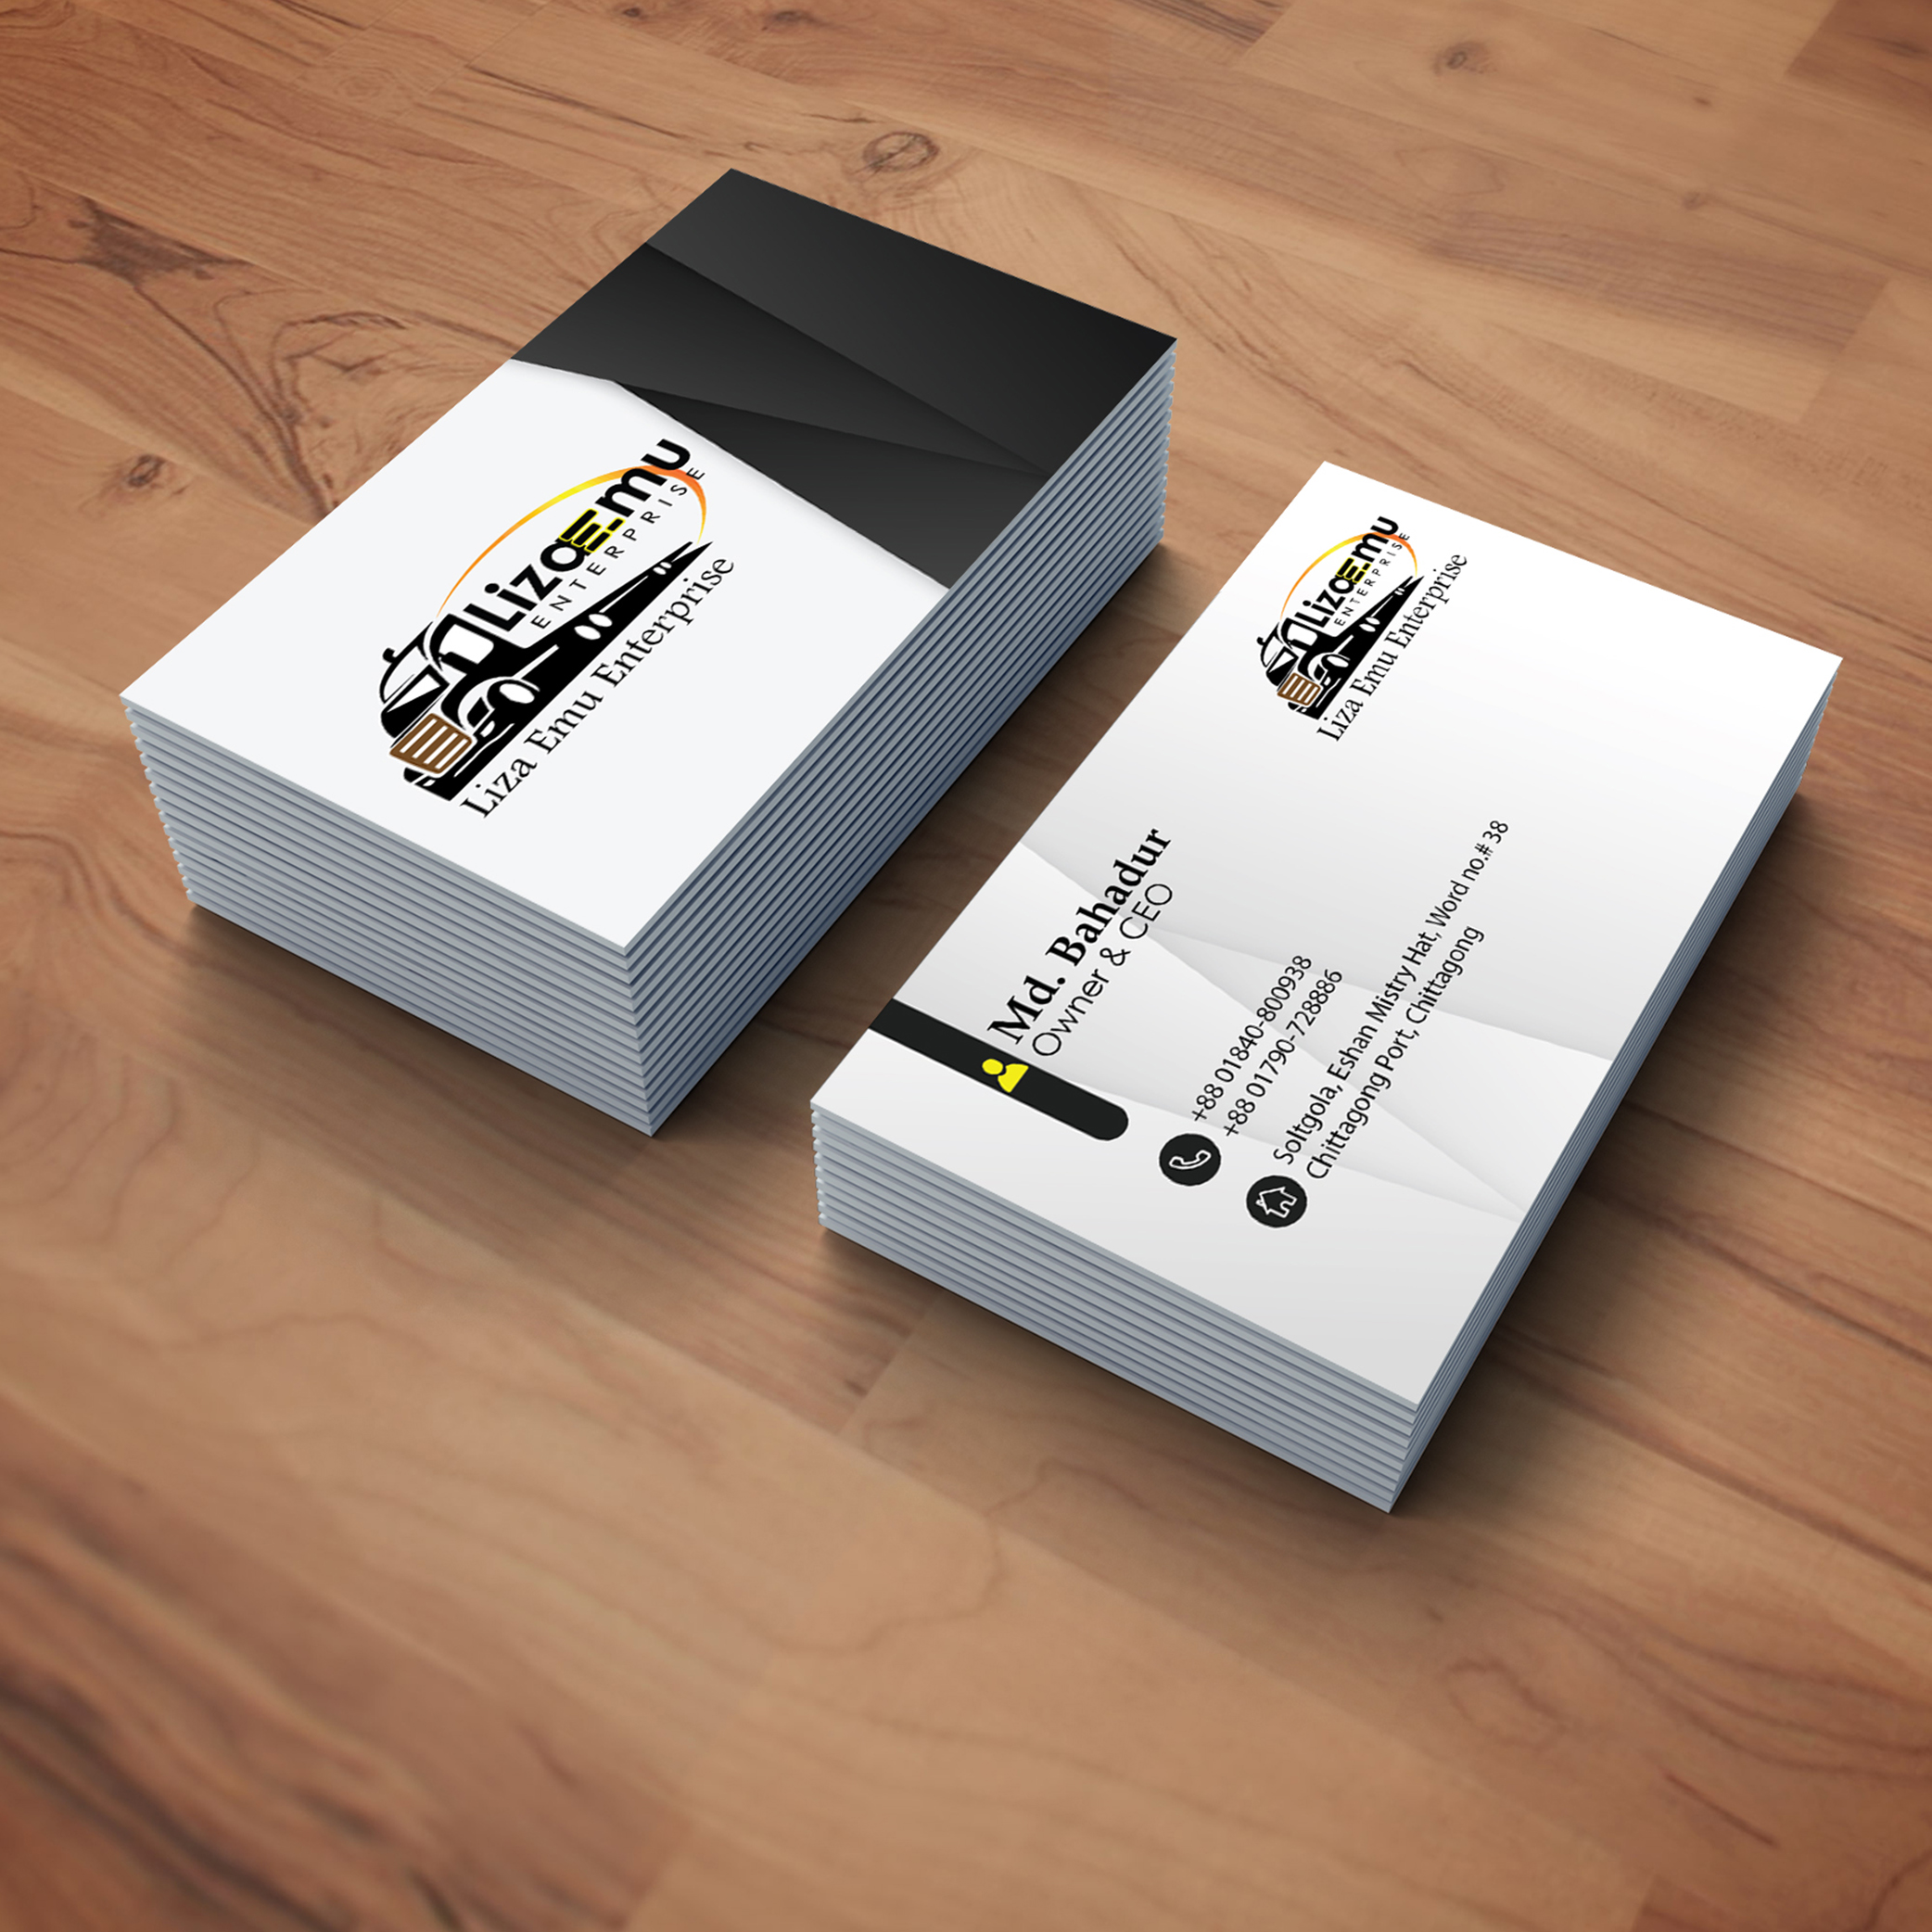 LizaEmu
ENTERPRISE
Liza Emu Enterprise
LizaEmu
ENTERPRISE
Liza Emu Enterprise
Md. Bahadur
Owner & CEO
+88 01840-800938
+88 01790-728886
Soltgola, Eshan Mistry Hat, Word no.# 38
Chittagong Port, Chittagong